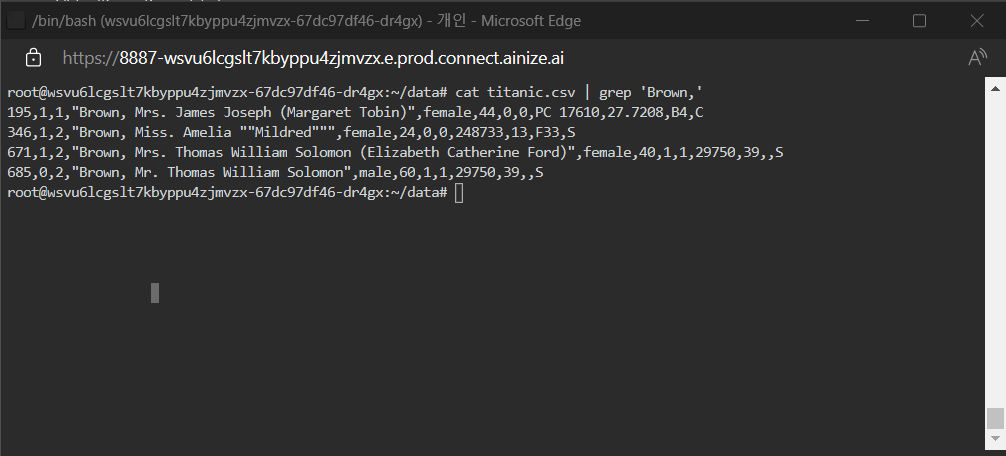 /bin/bash (wsvu6lcgslt7kbyppu4zjmvzx-67dc97df46-dr4gx) - 개인 - Microsoft Edge
https://8887-wsvu6lcgslt7kbyppu4zjmvzx.e.prod.connect.ainize.ai
root@wsvu6lcgslt7kbyppu4zjmvzx-67dc97df46-dr4gx:~/data# cat titanic.csv | grep 'Brown,'
195,1,1,"Brown, Mrs. James Joseph (Margaret Tobin)",female,44,0,0,PC 17610,27.7208,B4,C
346,1,2,"Brown, Miss. Amelia ""Mildred""",female,24,0,0,248733,13,F33,S
671,1,2,"Brown, Mrs. Thomas William Solomon (Elizabeth Catherine Ford)",female,40,1,1,29750,39,,S
685,0,2,"Brown, Mr. Thomas William Solomon",male,60,1,1,29750,39,,S
root@wsvu6lcgslt7kbyppu4zjmvzx-67dc97df46-dr4gx:~/data#